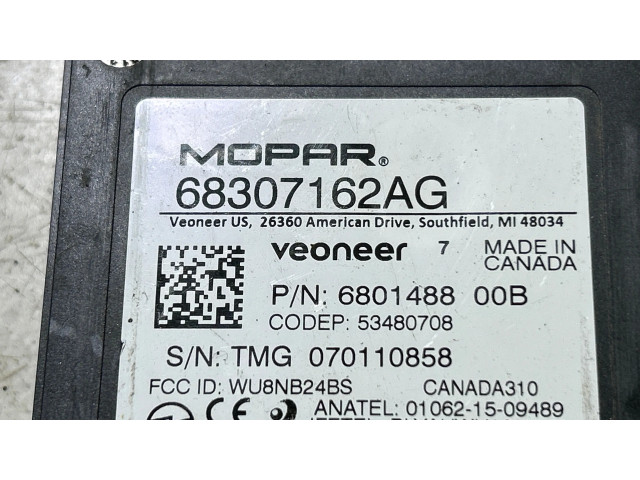 MOPAR®
68307162AG
Veoneer US, 26360 American Drive, Southfield, MI 48034
veoneer 7 MADE IN CANADA
P/N: 6801488 00B
CODEP: 53480708
S/N: TMG 070110858
FCC ID: WU8NB24BS CANADA310
CE ANATEL: 01062-15-09489